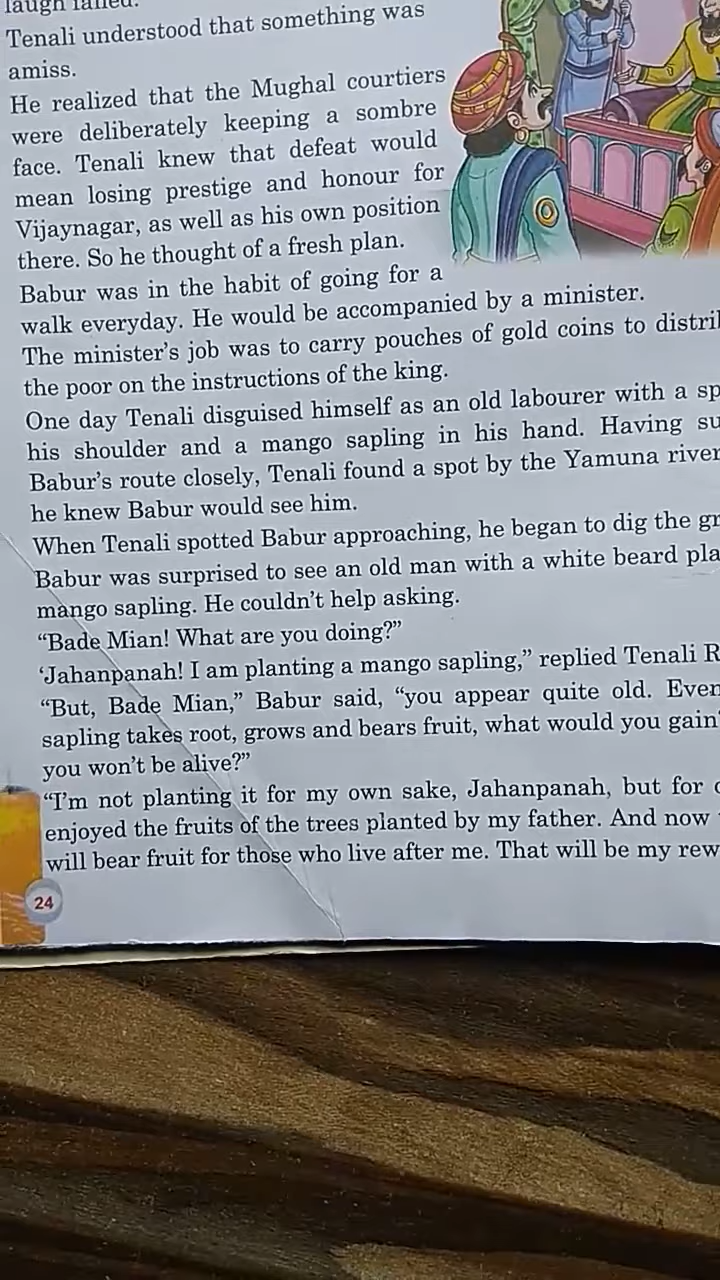 Tenali understood that something was
amiss.
He realized that the Mughal courtiers
were deliberately keeping a sombre
face. Tenali knew that defeat would
mean losing prestige and honour for
Vijaynagar, as well as his own position
there. So he thought of a fresh plan.
Babur was in the habit of going for a
walk everyday. He would be accompanied by a minister.
The minister's job was to carry pouches of gold coins to
the poor on the instructions of the king.
One day Tenali disguised himself as an old labourer with a
his shoulder and a mango sapling in his hand. Having
Babur's route closely, Tenali found a spot by the Yamuna river
he knew Babur would see him.
When Tenali spotted Babur approaching, he began to dig the
Babur was surprised to see an old man with a white beard
mango sapling. He couldn't help asking.
“Bade Mian! What are you doing?”
‘Jahanpanah! I am planting a mango sapling,” replied Tenali
“But, Bade Mian,” Babur said, “you appear quite old. Even
sapling takes root, grows and bears fruit, what would you gain
you won't be alive?”
“I'm not planting it for my own sake, Jahanpanah, but for
enjoyed the fruits of the trees planted by my father. And now
will bear fruit for those who live after me. That will be my
24